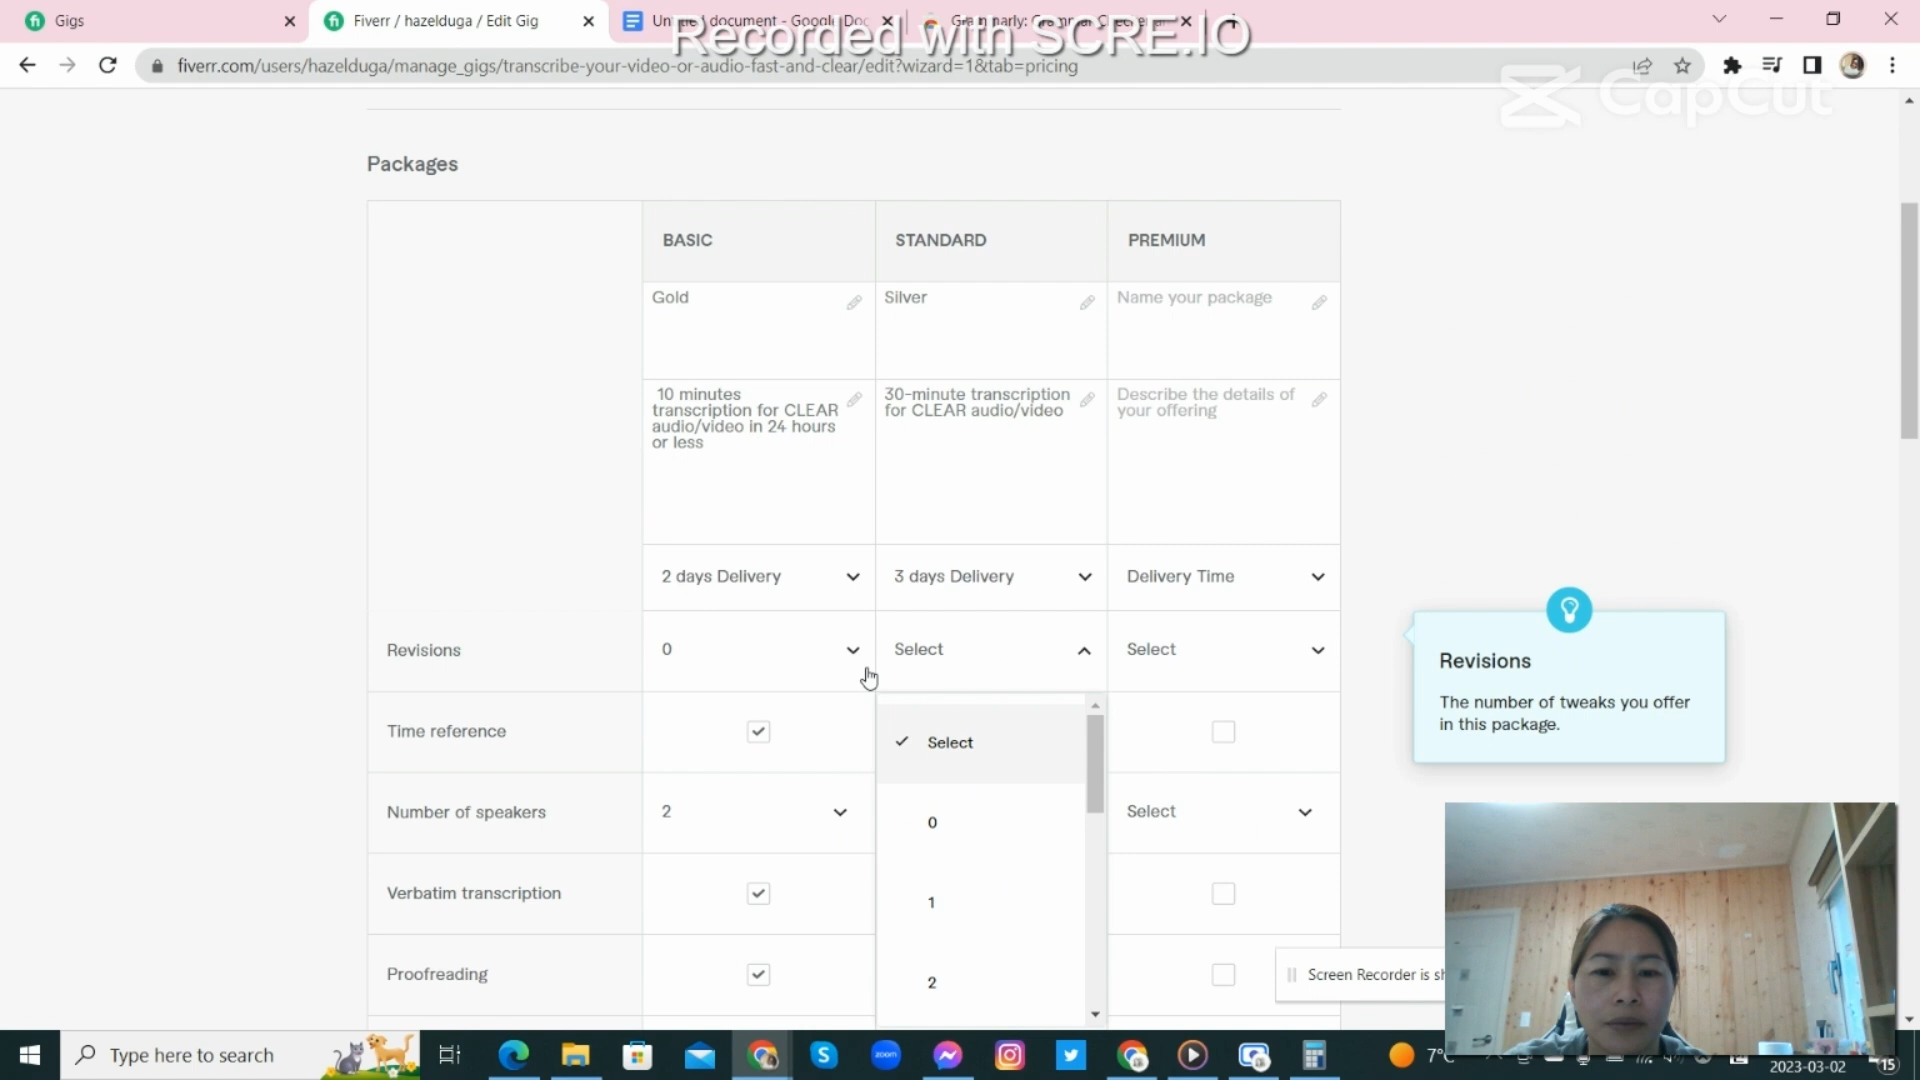 Gigs
Fiverr / hazelduga / Edit Gig
Recorded with SCRE.IO
fiverr.com/users/hazelduga/manage_gigs/transcribe-your-video-or-audio-fast-and-clear/edit?wizard=1&tab=pricing
CapCut
Packages
BASIC STANDARD PREMIUM
Gold Silver Name your package
10 minutes
transcription for CLEAR
audio/video in 24 hours
or less
30-minute transcription
for CLEAR audio/video
Describe the details of
your offering
2 days Delivery 3 days Delivery Delivery Time
Revisions 0 Select Select
Time reference
Number of speakers 2 Select
Verbatim transcription
Proofreading
Select
0
1
2
Revisions
The number of tweaks you offer
in this package.
Screen Recorder is
Type here to search
zoom
7°C
2023-03-02
15